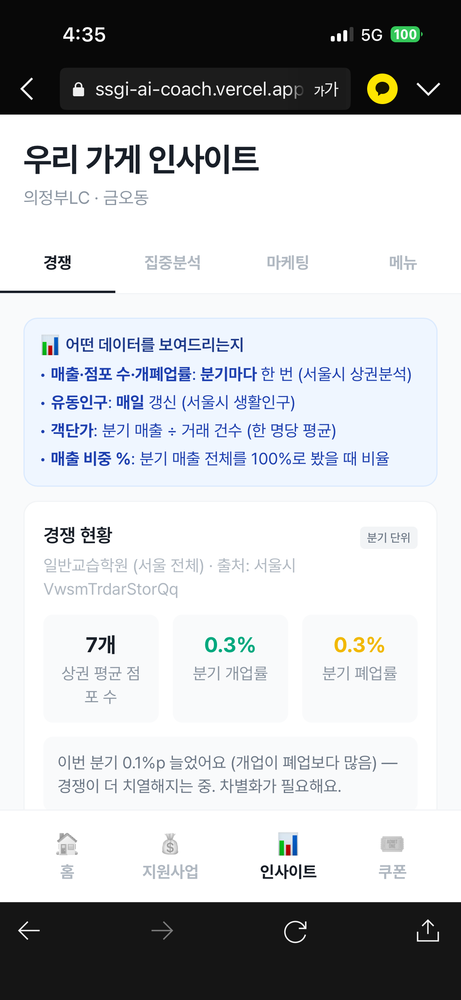 4:35
5G
100
ssgi-ai-coach.vercel.app
가가
우리 가게 인사이트
의정부LC · 금오동
경쟁
집중분석
마케팅
메뉴
📊 어떤 데이터를 보여드리는지
• 매출·점포 수·개폐업률: 분기마다 한 번 (서울시 상권분석)
• 유동인구: 매일 갱신 (서울시 생활인구)
• 객단가: 분기 매출 ÷ 거래 건수 (한 명당 평균)
• 매출 비중 %: 분기 매출 전체를 100%로 봤을 때 비율
경쟁 현황
분기 단위
일반교습학원 (서울 전체) · 출처: 서울시
VwsmTrdarStorQq
7개
상권 평균 점
포 수
0.3%
분기 개업률
0.3%
분기 폐업률
이번 분기 0.1%p 늘었어요 (개업이 폐업보다 많음) —
경쟁이 더 치열해지는 중. 차별화가 필요해요.
홈
지원사업
인사이트
ADMIT
ONE
쿠폰